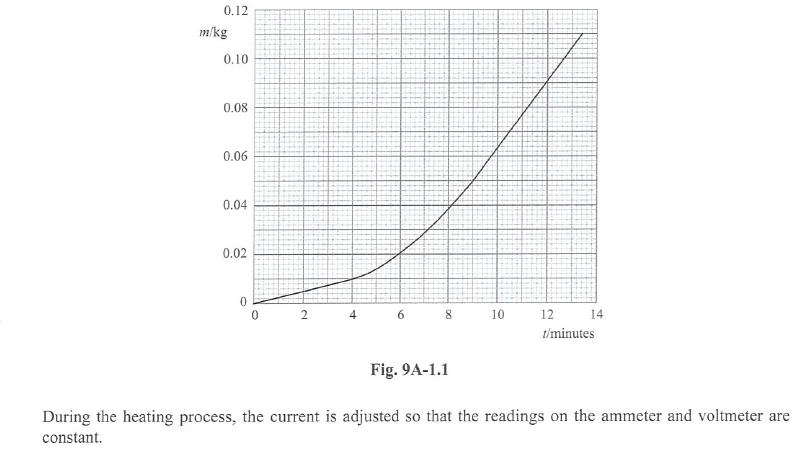 0.12
m/kg
0.10
0.08
0.06
0.04
0.02
0
0 2 4 6 8 10 12 14
t/minutes
Fig. 9A-1.1
During the heating process, the current is adjusted so that the readings on the ammeter and voltmeter are
constant.